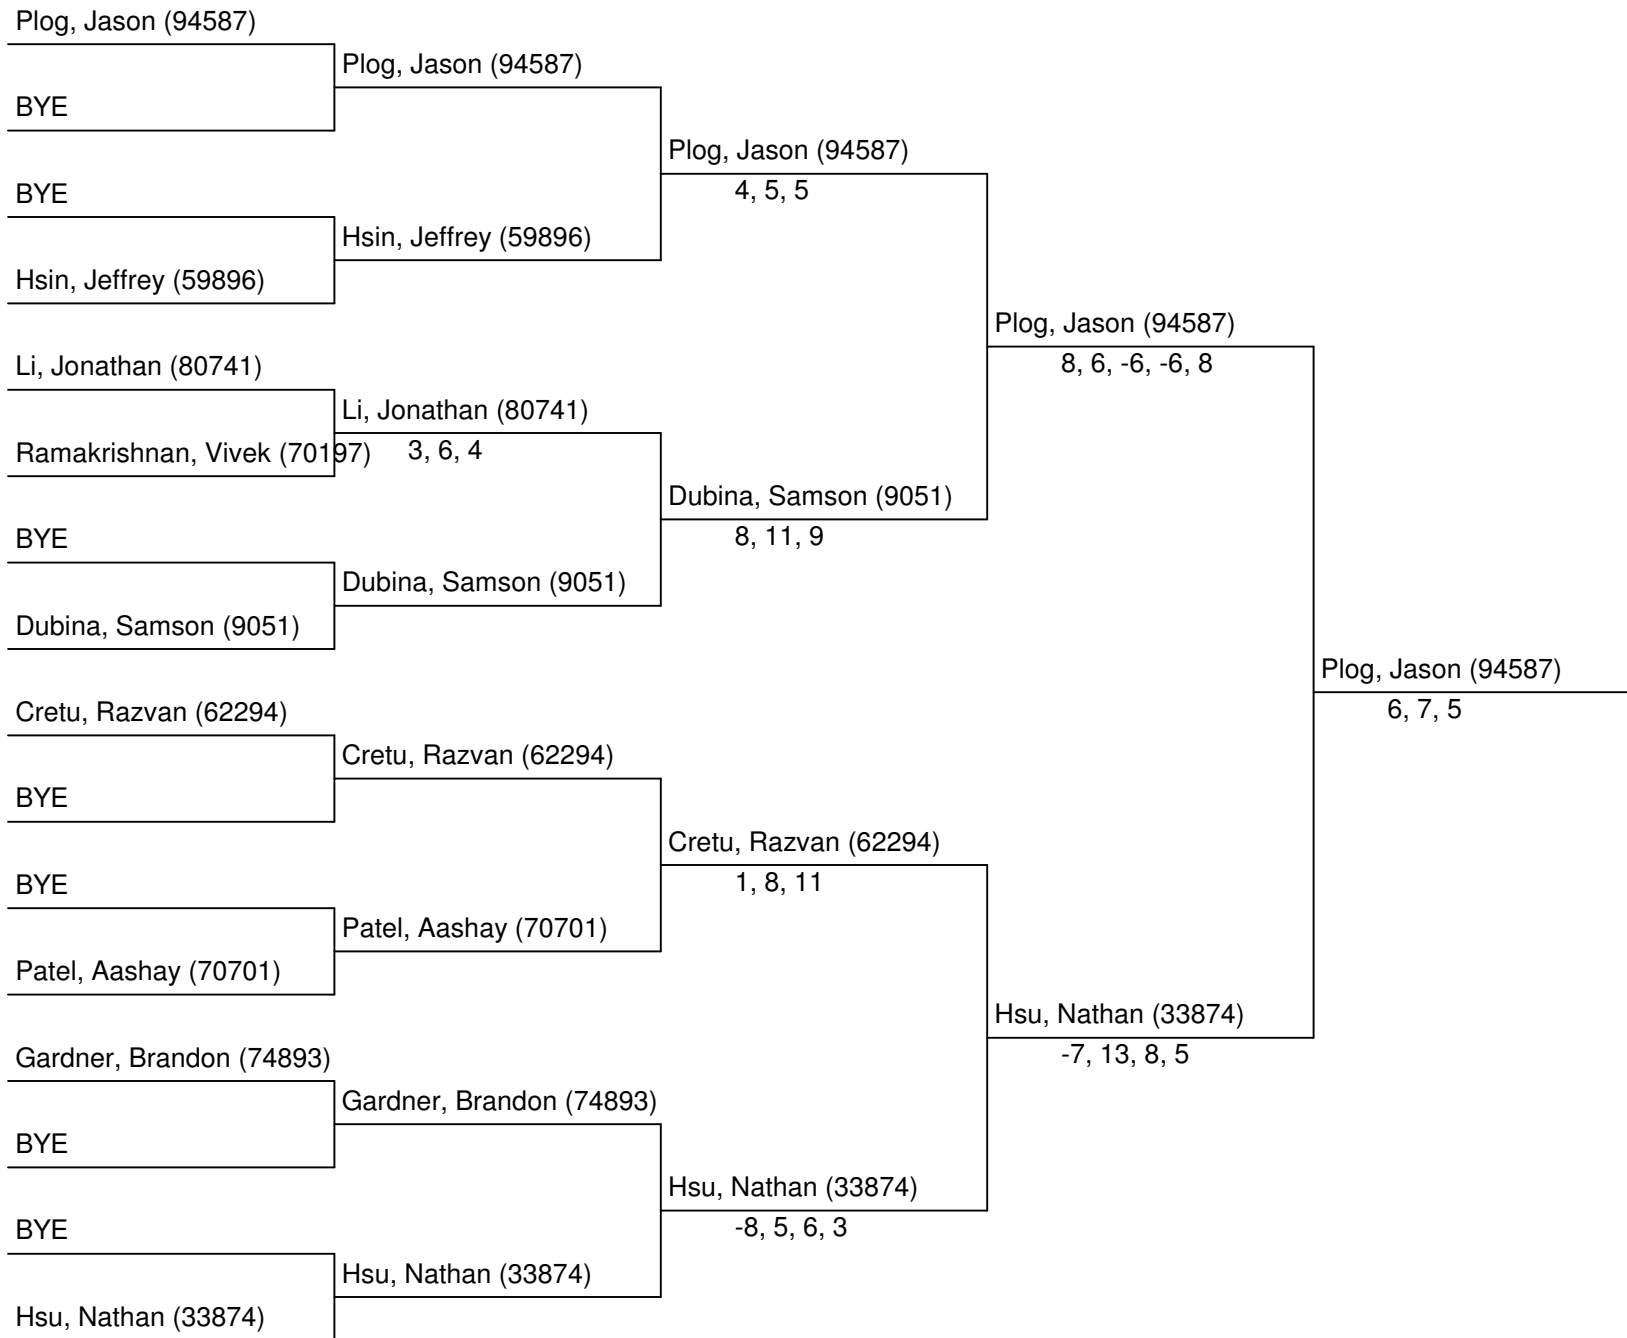 Plog, Jason (94587)
BYE
BYE
Hsin, Jeffrey (59896)
Li, Jonathan (80741)
Ramakrishnan, Vivek (70197)
BYE
Dubina, Samson (9051)
Cretu, Razvan (62294)
BYE
BYE
Patel, Aashay (70701)
Gardner, Brandon (74893)
BYE
BYE
Hsu, Nathan (33874)
Plog, Jason (94587)
Hsin, Jeffrey (59896)
Li, Jonathan (80741)
3, 6, 4
Dubina, Samson (9051)
Cretu, Razvan (62294)
Patel, Aashay (70701)
Gardner, Brandon (74893)
Hsu, Nathan (33874)
Plog, Jason (94587)
4, 5, 5
Dubina, Samson (9051)
8, 11, 9
Cretu, Razvan (62294)
1, 8, 11
Hsu, Nathan (33874)
-8, 5, 6, 3
Plog, Jason (94587)
8, 6, -6, -6, 8
Hsu, Nathan (33874)
-7, 13, 8, 5
Plog, Jason (94587)
6, 7, 5